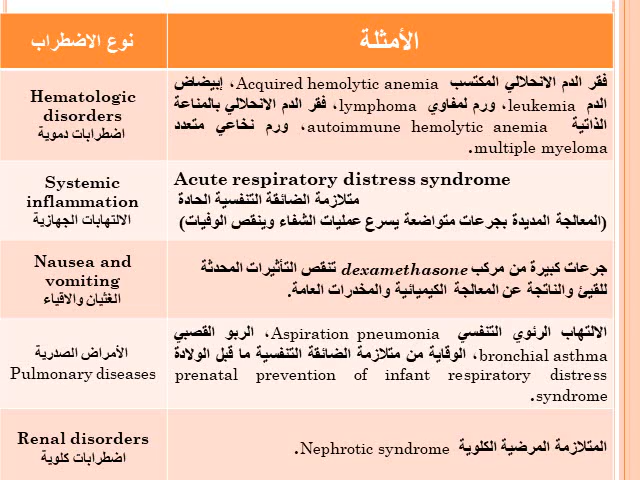 نوع الاضطراب
الأمثلة
Hematologic
disorders
اضطرابات دموية
فقر الدم الانحلالي المكتسب Acquired hemolytic anemia، إبيضاض
الدم leukemia، ورم لمفاوي lymphoma، فقر الدم الانحلالي بالمناعة
الذاتية autoimmune hemolytic anemia، ورم نخاعي متعدد
multiple myeloma.
Systemic
inflammation
الالتهابات الجهازية
Acute respiratory distress syndrome
متلازمة الضائقة التنفسية الحادة
(المعالجة المديدة بجرعات متواضعة يسرع عمليات الشفاء وينقص الوفيات)
Nausea and
vomiting
الغثيان والاقياء
جرعات كبيرة من مركب dexamethasone تنقص التأثيرات المحدثة
للقيئ والناتجة عن المعالجة الكيميائية والمخدرات العامة.
الأمراض الصدرية
Pulmonary diseases
الالتهاب الرئوي التنفسي Aspiration pneumonia، الربو القصبي
bronchial asthma، الوقاية من متلازمة الضائقة التنفسية ما قبل الولادة
prenatal prevention of infant respiratory distress
syndrome.
Renal disorders
اضطرابات كلوية
المتلازمة المرضية الكلوية Nephrotic syndrome.